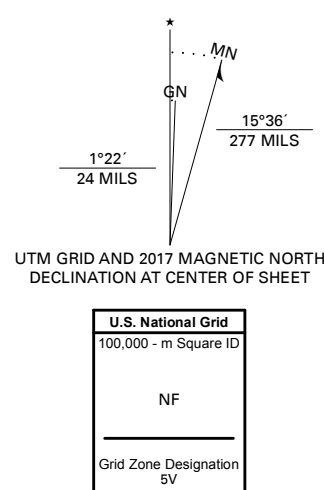 ★
MN
GN
15°36´
277 MILS
1°22´
24 MILS
UTM GRID AND 2017 MAGNETIC NORTH
DECLINATION AT CENTER OF SHEET
U.S. National Grid
100,000 - m Square ID
NF
Grid Zone Designation
5V